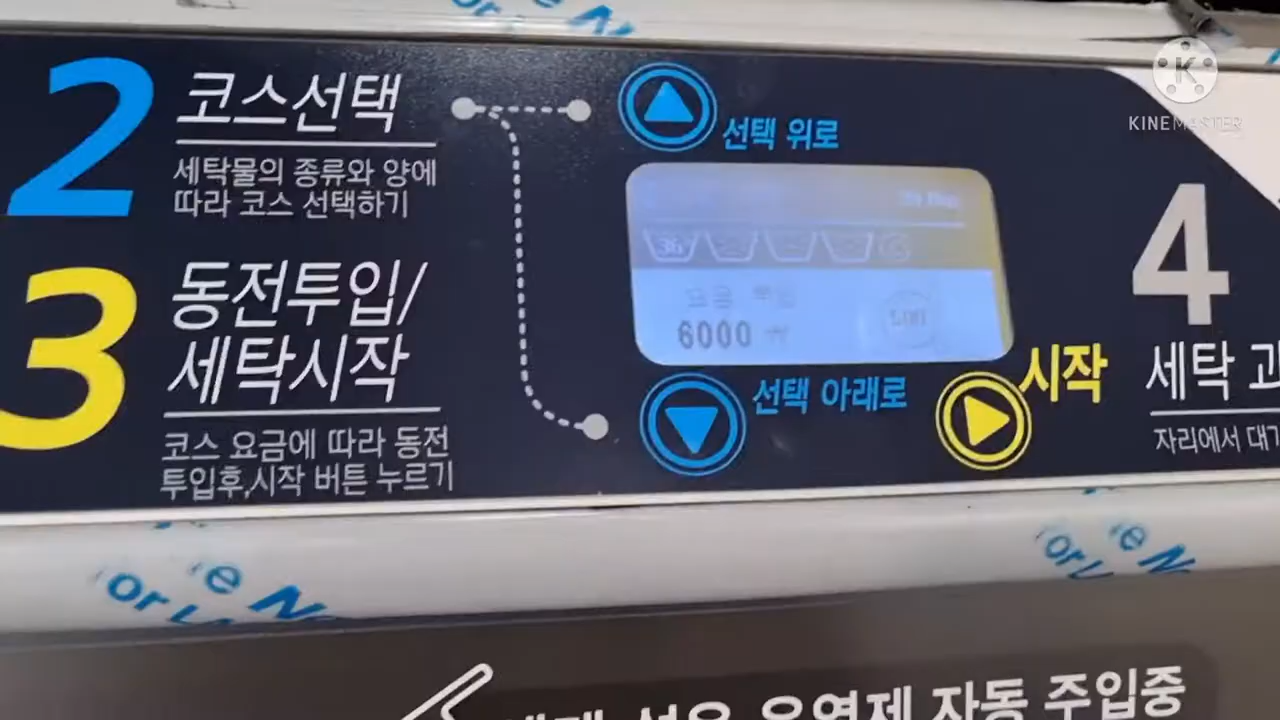 KINEMASTER
2
코스선택
세탁물의 종류와 양에
따라 코스 선택하기
선택 위로
3
동전투입/
세탁시작
코스 요금에 따라 동전
투입후,시작 버튼 누르기
6000
선택 아래로
시작
4
세탁
자리에서
자동 주입중